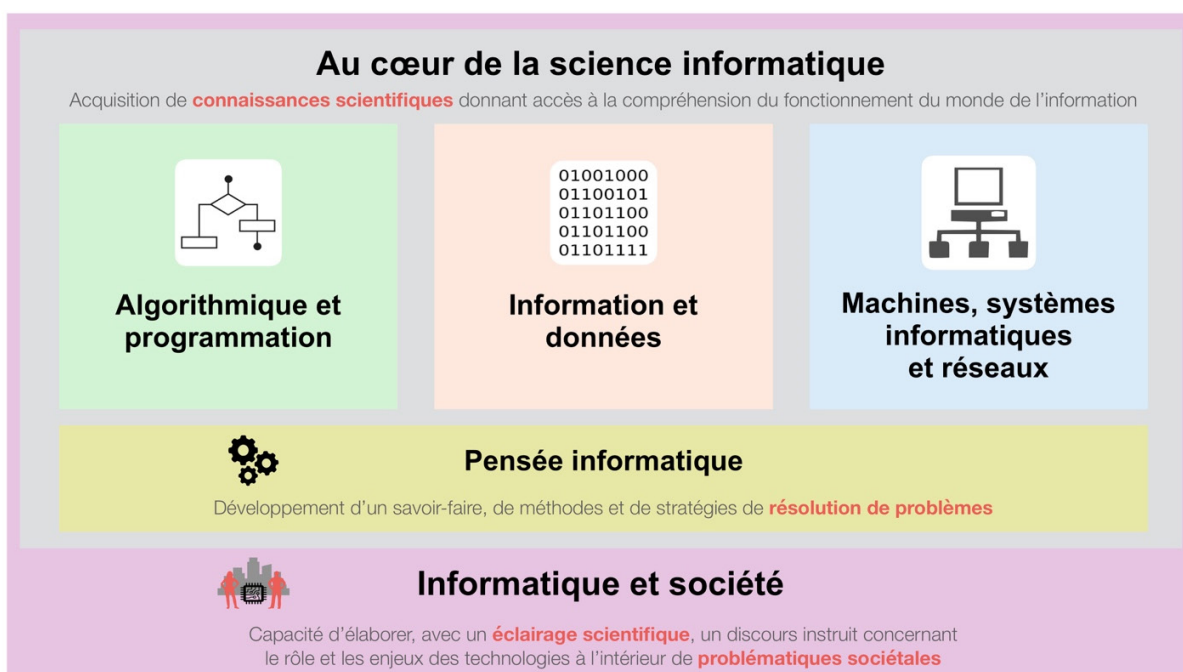 Au cœur de la science informatique
Acquisition de connaissances scientifiques donnant accès à la compréhension du fonctionnement du monde de l'information
Algorithmique et
programmation
01001000
01100101
01101100
01101100
01101111
Information et
données
Machines, systèmes
informatiques
et réseaux
Pensée informatique
Développement d'un savoir-faire, de méthodes et de stratégies de résolution de problèmes
Informatique et société
Capacité d'élaborer, avec un éclairage scientifique, un discours instruit concernant
le rôle et les enjeux des technologies à l'intérieur de problématiques sociétales